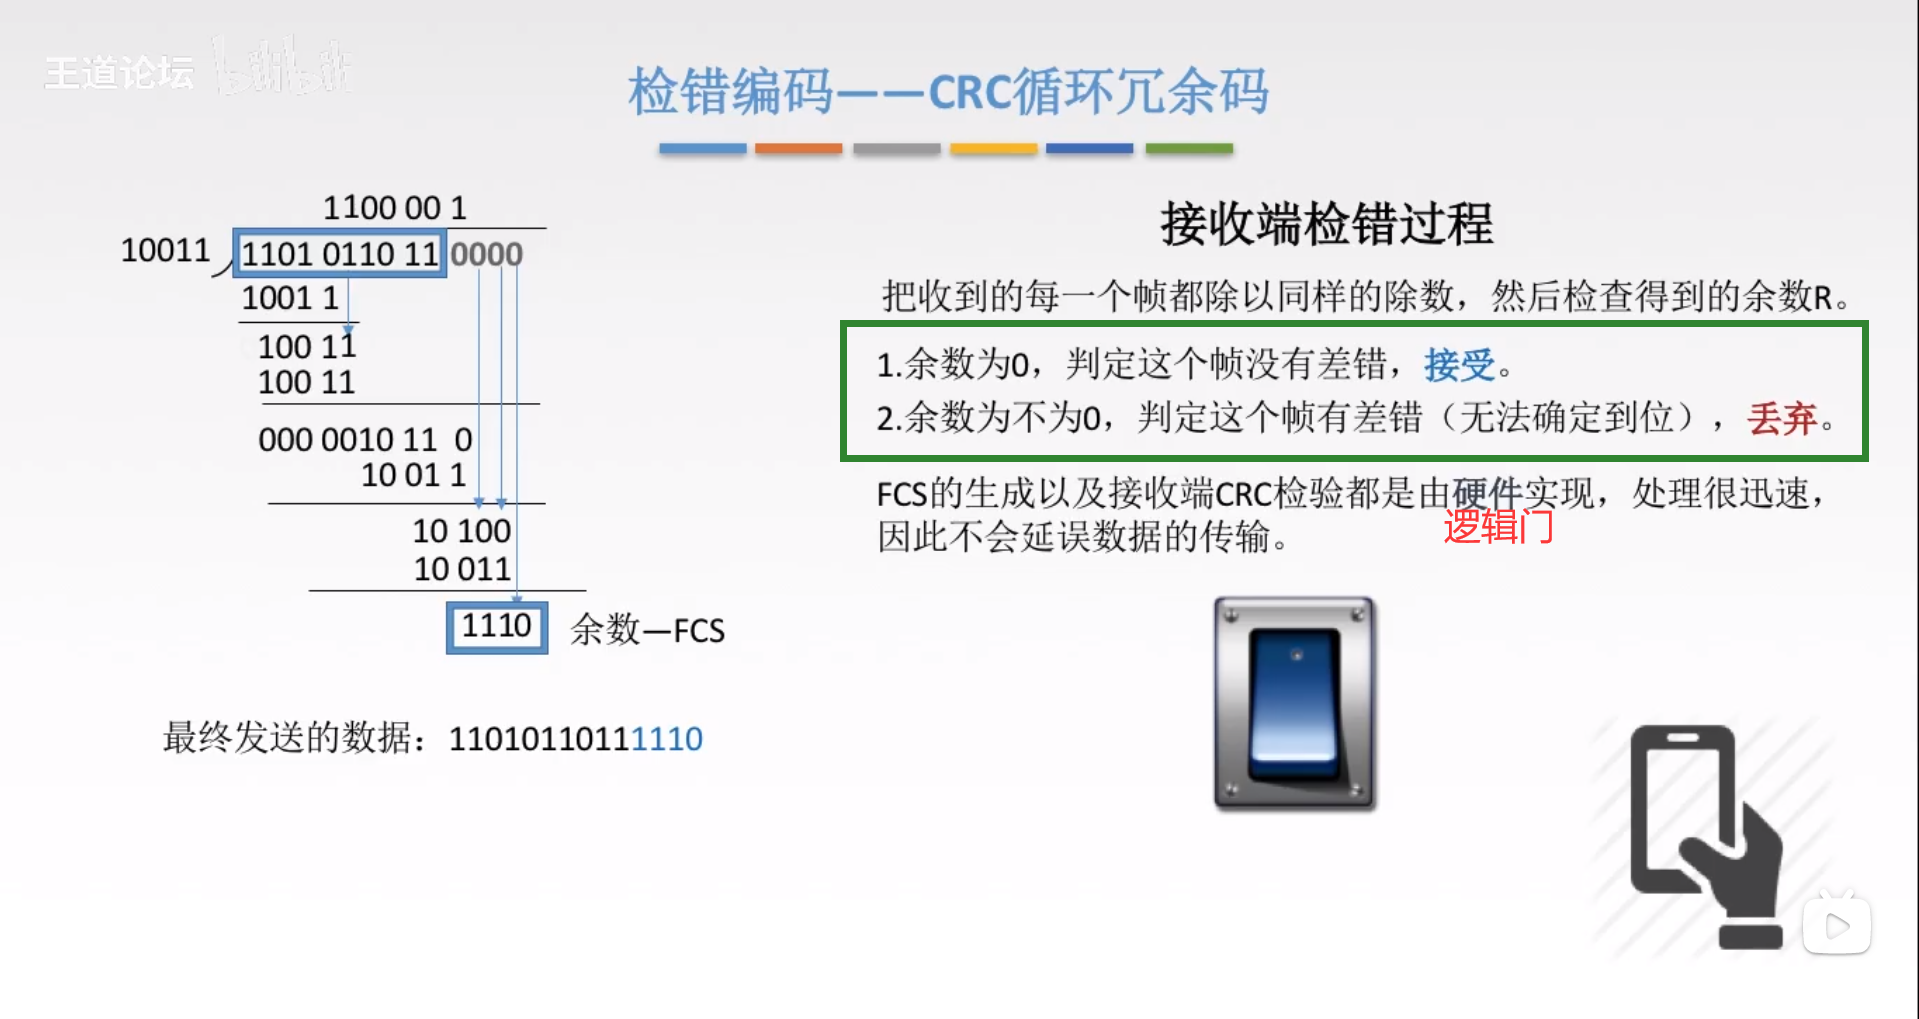 王道论坛 bilibili
检错编码——CRC循环冗余码
1100 00 1
10011
1101 0110 11 0000
1001 1
100 11
100 11
000 0010 11 0
10 01 1
10 100
10 011
1110 余数—FCS
最终发送的数据：11010110111110
接收端检错过程
把收到的每一个帧都除以同样的除数，然后检查得到的余数R。
1.余数为0，判定这个帧没有差错，接受。
2.余数为不为0，判定这个帧有差错（无法确定到位），丢弃。
FCS的生成以及接收端CRC检验都是由硬件实现，处理很迅速，
逻辑门
因此不会延误数据的传输。